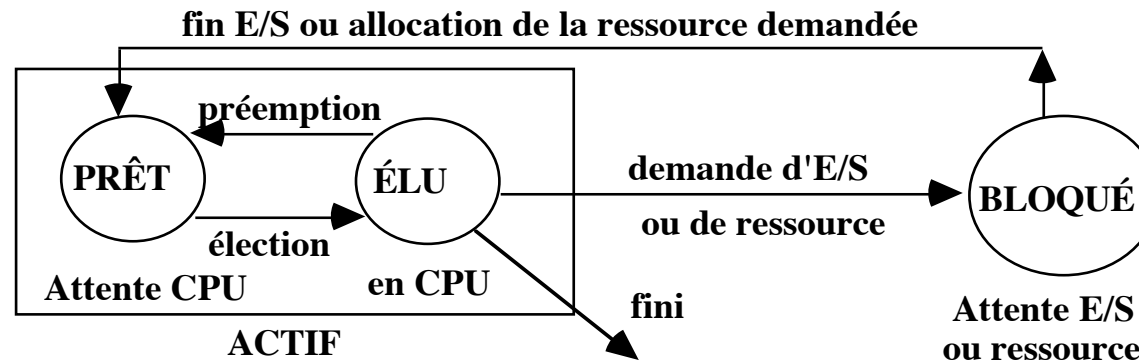 fin E/S ou allocation de la ressource demandée
préemption
PRÊT
ÉLU
demande d'E/S
BLOQUÉ
ou de ressource
élection
Attente CPU
en CPU
fini
Attente E/S
ou ressource
ACTIF